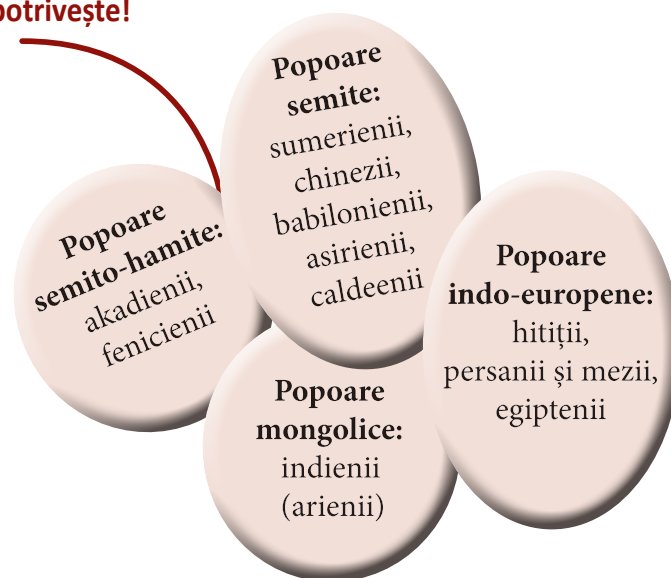 potrivește!
Popoare
semite:
sumerienii,
chinezii,
babilonienii,
asirienii,
caldeenii
Popoare
semito-hamite:
akadienii,
fenicienii
Popoare
indo-europene:
hitiții,
persanii și mezii,
egiptenii
Popoare
mongolice:
indienii
(arienii)